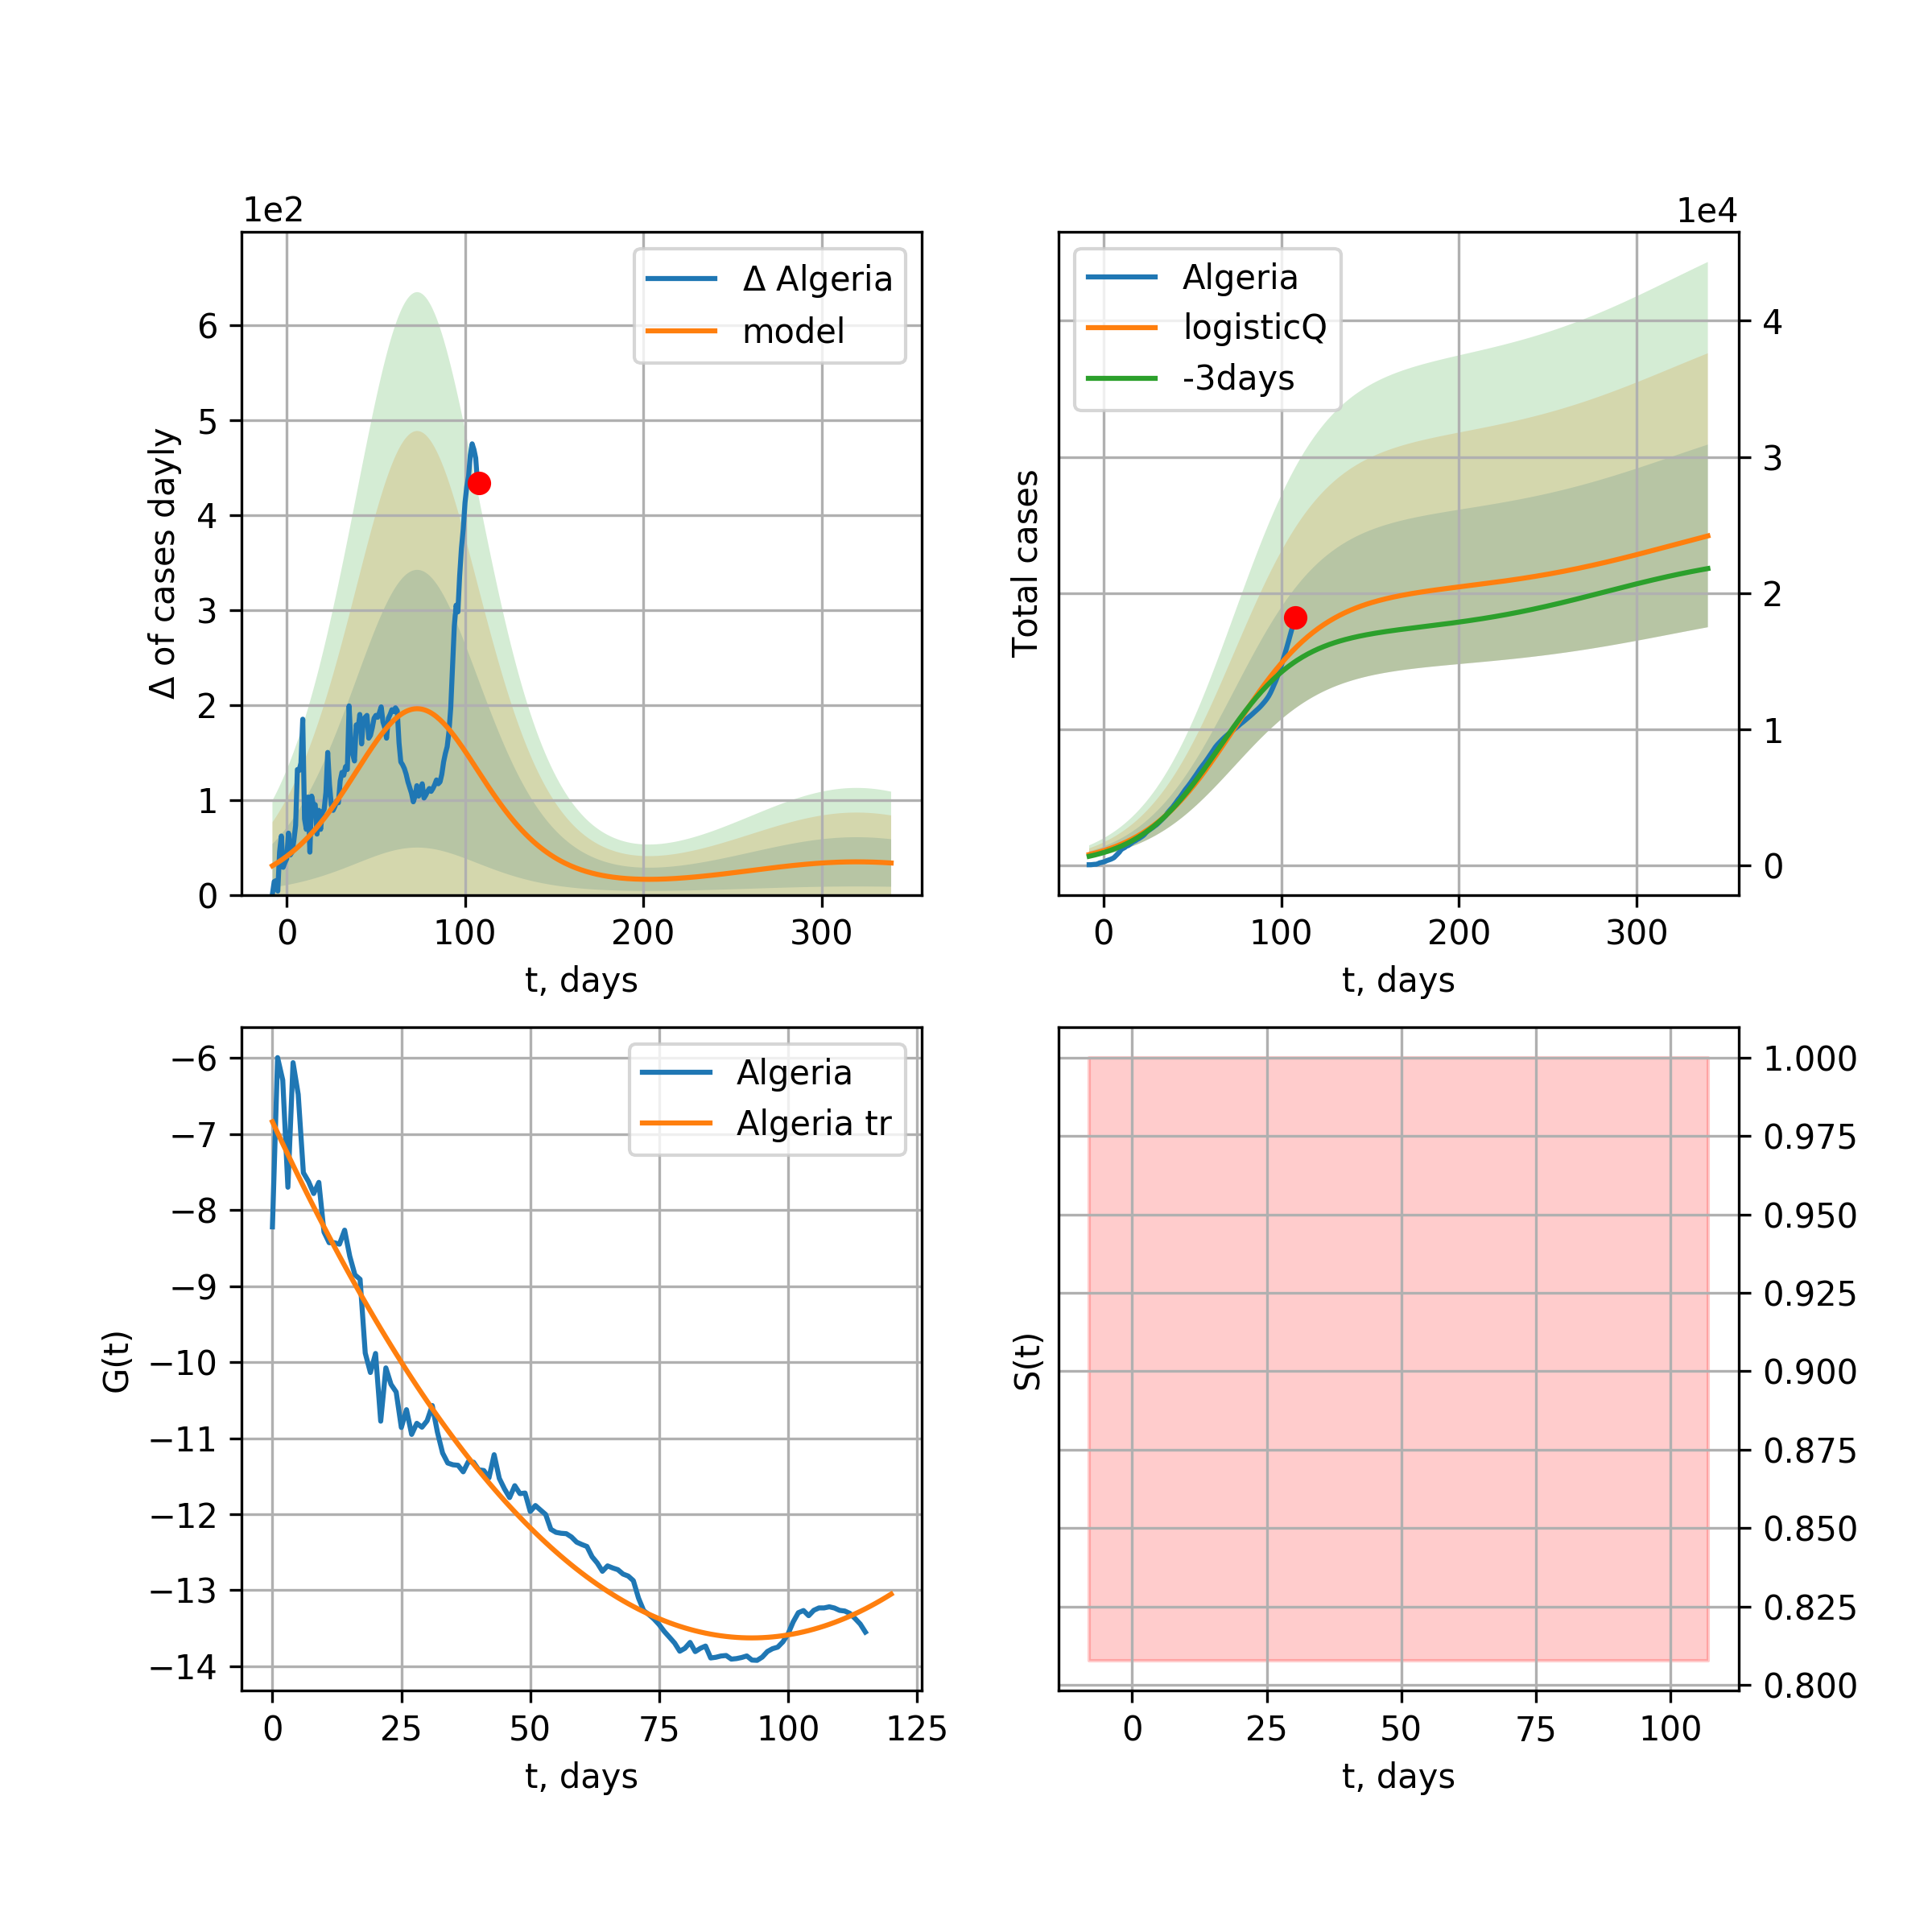 1e2
Δ of cases dayly
6
5
4
3
2
1
0
0 100 200 300
t, days
Δ Algeria
model
1e4
Total cases
4
3
2
1
0
0 100 200 300
t, days
Algeria
logisticQ
-3days
G(t)
−6
−7
−8
−9
−10
−11
−12
−13
−14
0 25 50 75 100 125
t, days
Algeria
Algeria tr
S(t)
1.000
0.975
0.950
0.925
0.900
0.875
0.850
0.825
0.800
0 25 50 75 100
t, days